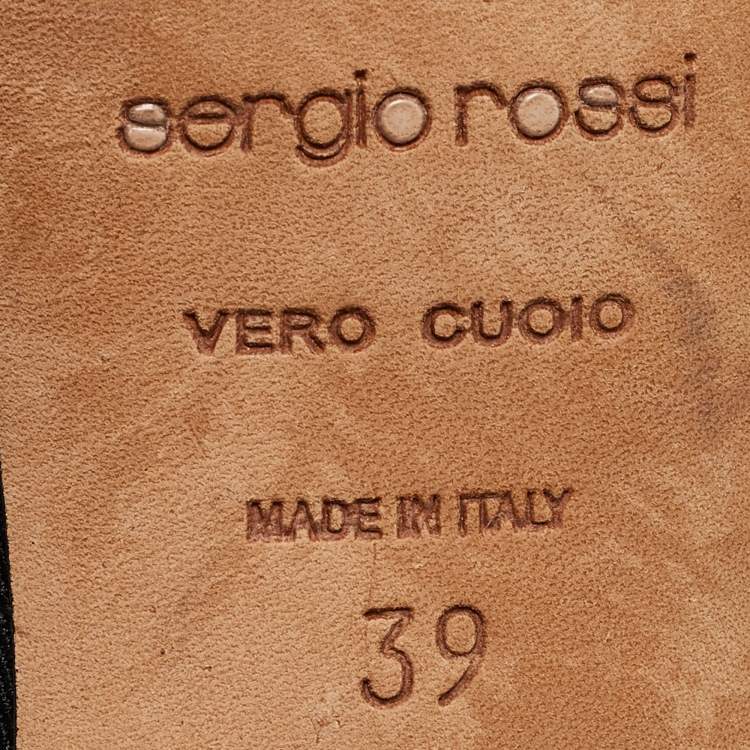 sergio rossi
VERO CUOIO
MADE IN ITALY
39